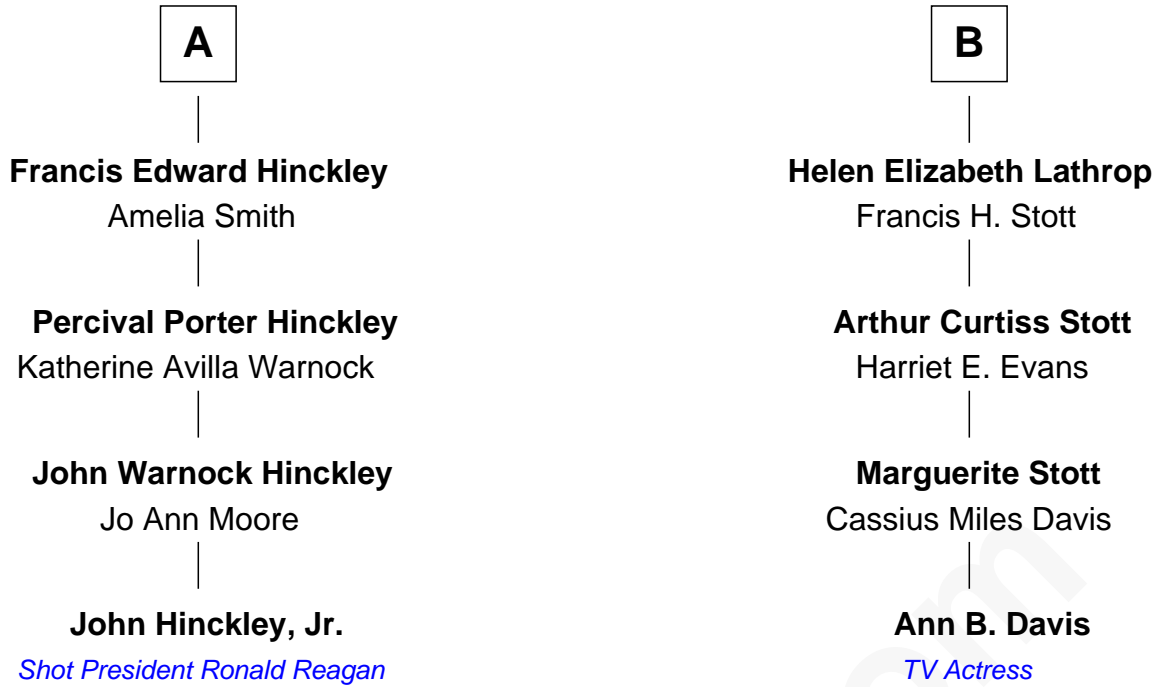 A
Francis Edward Hinckley
Amelia Smith
Percival Porter Hinckley
Katherine Avilla Warnock
John Warnock Hinckley
Jo Ann Moore
John Hinckley, Jr.
Shot President Ronald Reagan
B
Helen Elizabeth Lathrop
Francis H. Stott
Arthur Curtiss Stott
Harriet E. Evans
Marguerite Stott
Cassius Miles Davis
Ann B. Davis
TV Actress